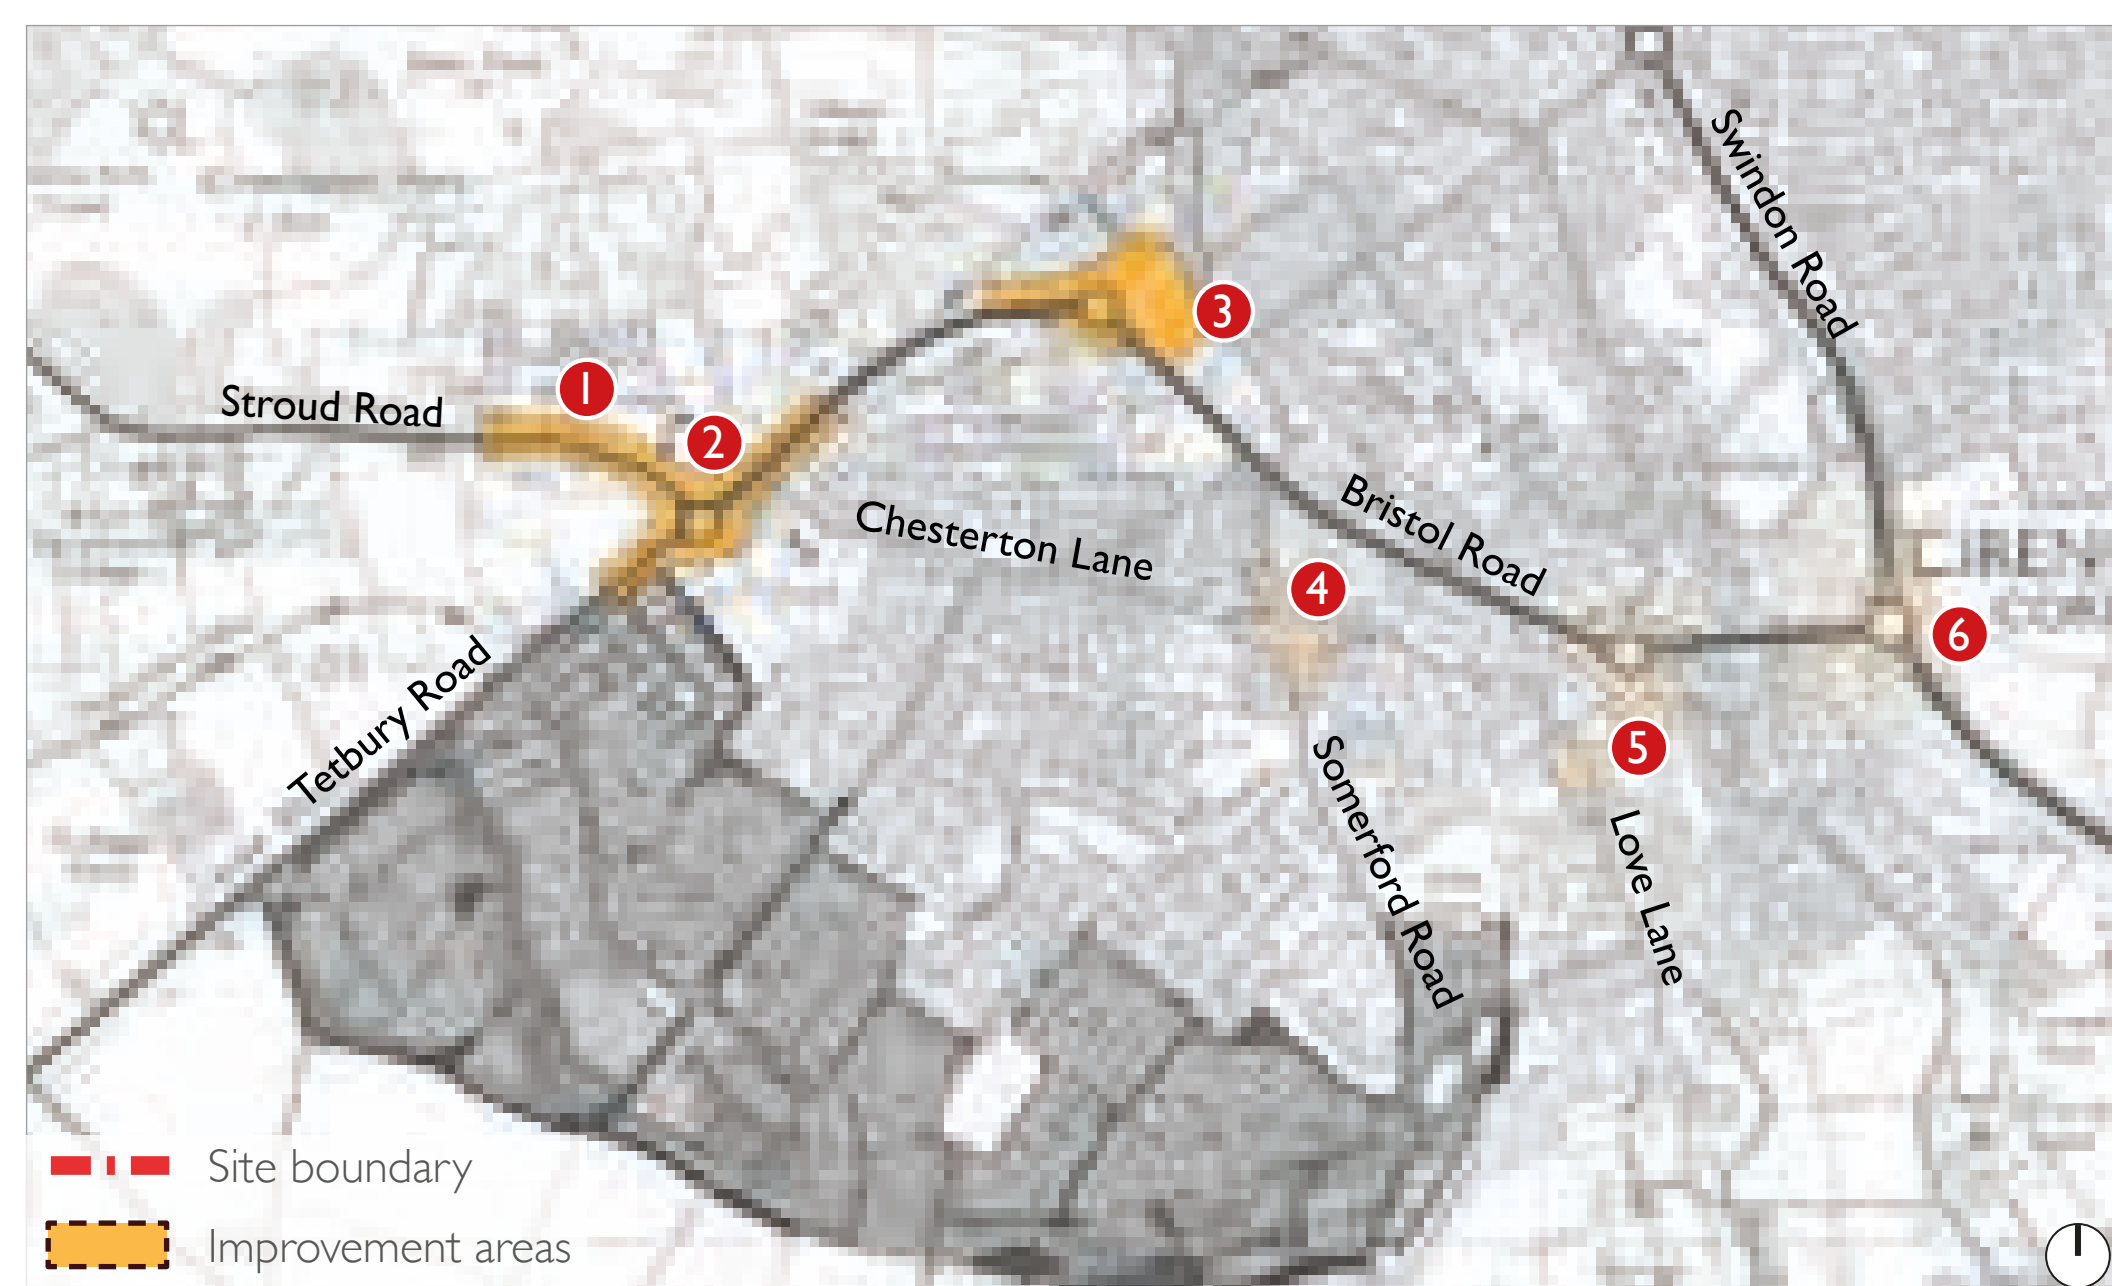 Swindon Road
3
1
Stroud Road
2
Bristol Road
Chesterton Lane
4
6
Tetbury Road
5
Somerford Road
Love Lane
Site boundary
Improvement areas